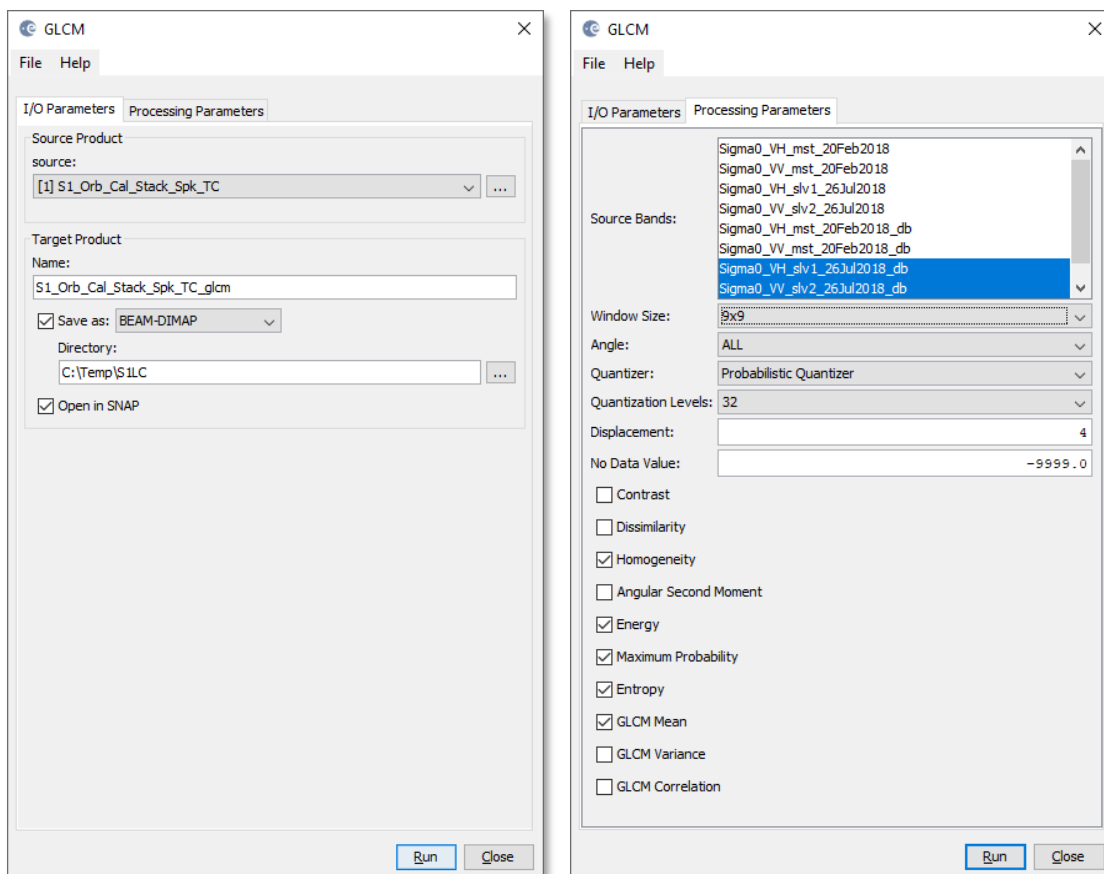 GLCM
File Help
I/O Parameters Processing Parameters
Source Product
source:
[1] S1_Orb_Cal_Stack_Spk_TC
...
Target Product
Name:
S1_Orb_Cal_Stack_Spk_TC_glcm
Save as: BEAM-DIMAP
Directory:
C:\Temp\S1LC
...
Open in SNAP
Run Close
GLCM
File Help
I/O Parameters Processing Parameters
Source Bands:
Sigma0_VH_mst_20Feb2018
Sigma0_VV_mst_20Feb2018
Sigma0_VH_slv1_26Jul2018
Sigma0_VV_slv2_26Jul2018
Sigma0_VH_mst_20Feb2018_db
Sigma0_VV_mst_20Feb2018_db
Sigma0_VH_slv1_26Jul2018_db
Sigma0_VV_slv2_26Jul2018_db
Window Size: 9x9
Angle: ALL
Quantizer: Probabilistic Quantizer
Quantization Levels: 32
Displacement: 4
No Data Value: -9999.0
Contrast
Dissimilarity
Homogeneity
Angular Second Moment
Energy
Maximum Probability
Entropy
GLCM Mean
GLCM Variance
GLCM Correlation
Run Close